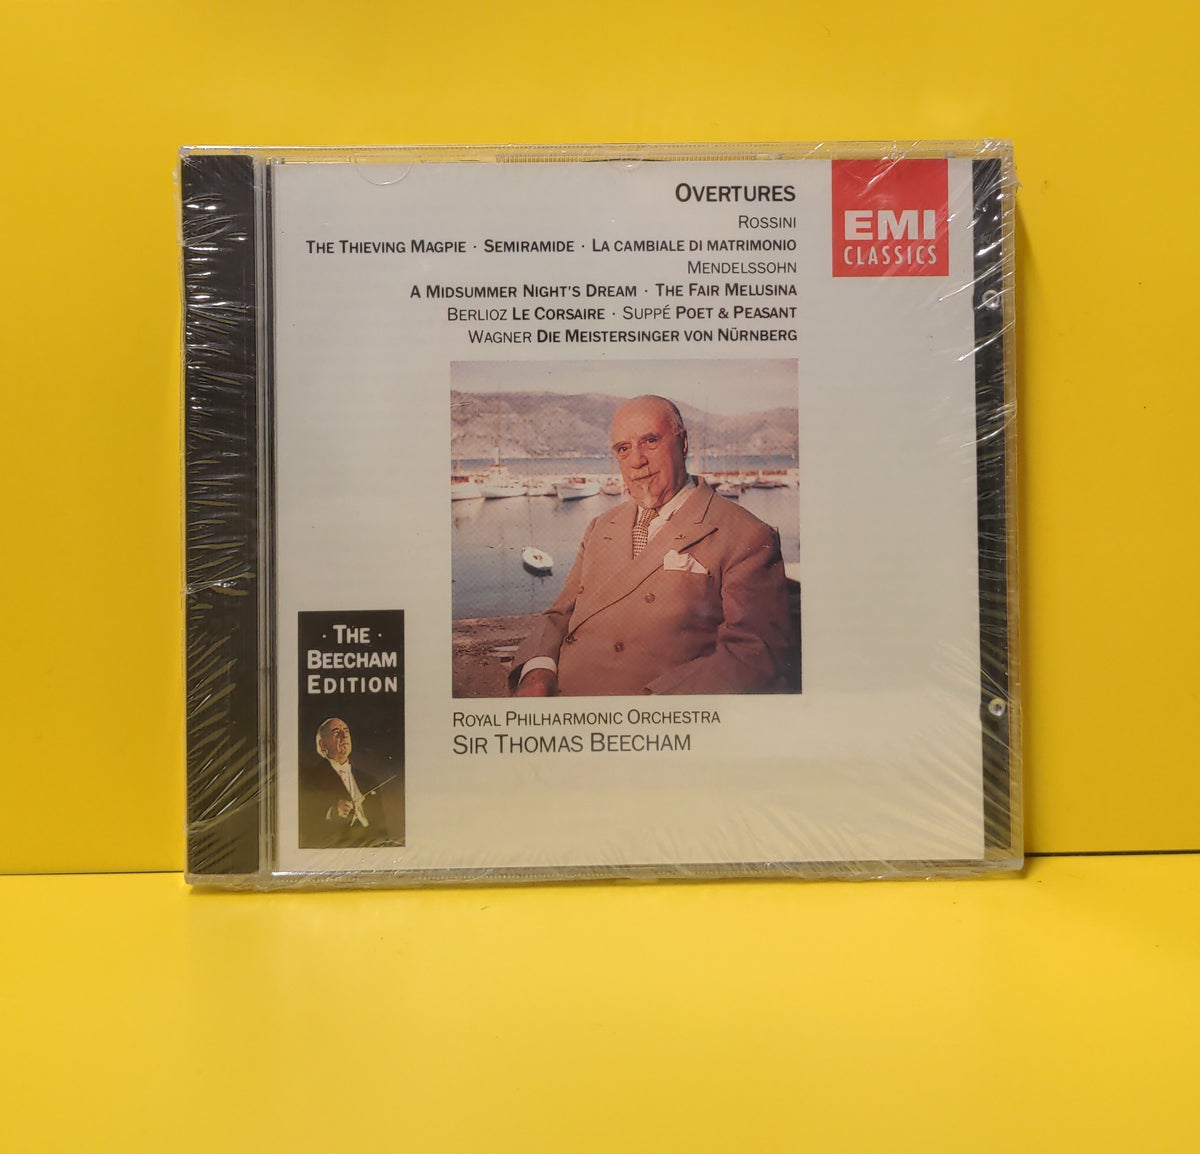 OVERTURES
ROSSINI
THE THIEVING MAGPIE · SEMIRAMIDE · LA CAMBIALE DI MATRIMONIO
MENDELSSOHN
A MIDSUMMER NIGHT'S DREAM · THE FAIR MELUSINA
BERLIOZ LE CORSAIRE · SUPPÉ POET & PEASANT
WAGNER DIE MEISTERSINGER VON NÜRNBERG
EMI
CLASSICS
· THE ·
BEECHAM
EDITION
ROYAL PHILHARMONIC ORCHESTRA
SIR THOMAS BEECHAM